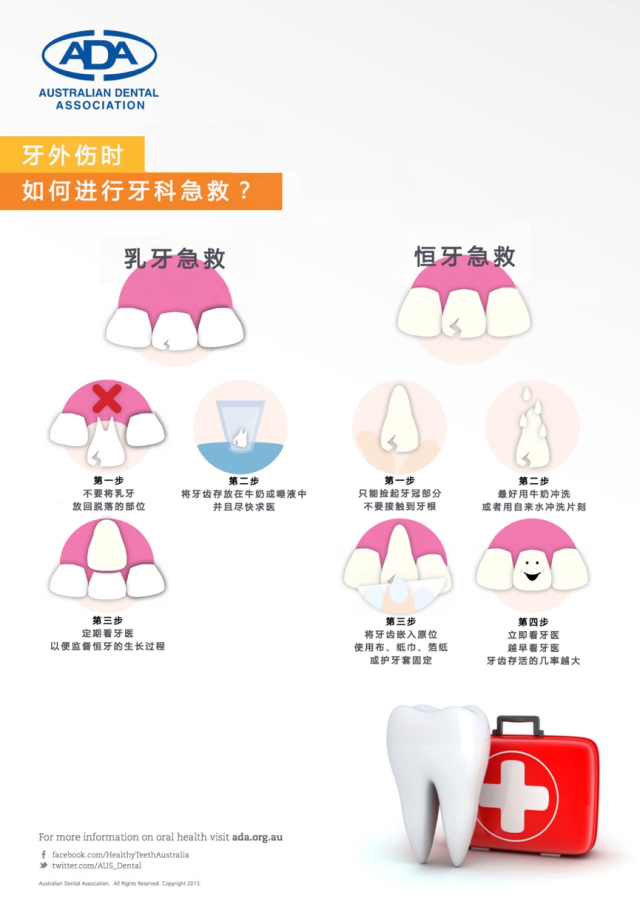 ADA
AUSTRALIAN DENTAL
ASSOCIATION
牙外伤时
如何进行牙科急救？
乳牙急救
第一步
不要将乳牙
放回脱落的部位
第二步
将牙齿存放在牛奶或唾液中
并且尽快求医
第三步
定期看牙医
以便监督恒牙的生长过程
恒牙急救
第一步
只能捡起牙冠部分
不要接触到牙根
第二步
最好用牛奶冲洗
或者用自来水冲洗片刻
第三步
将牙齿嵌入原位
使用布、纸巾、箔纸
或护牙套固定
第四步
立即看牙医
越早看牙医
牙齿存活的几率越大
For more information on oral health visit ada.org.au
facebook.com/HealthyTeethAustralia
twitter.com/AUS_Dental
Australian Dental Association. All Rights Reserved. Copyright 2015.